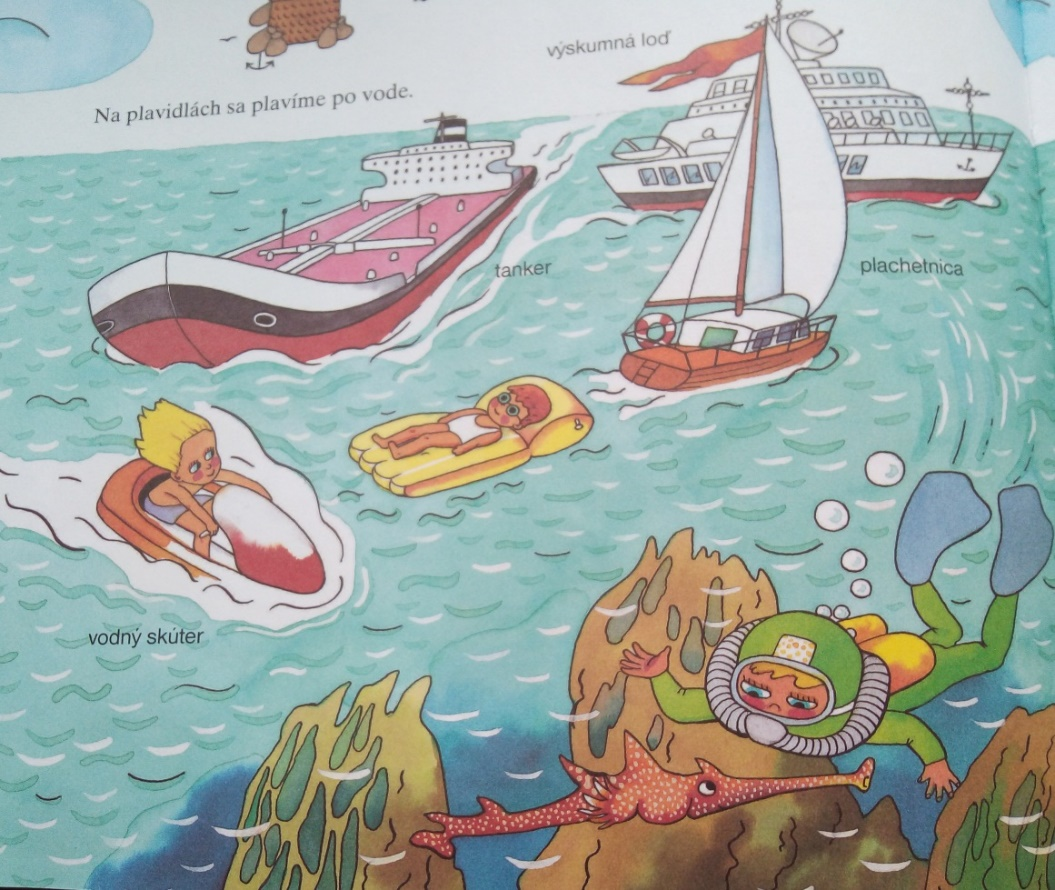 výskumná loď
Na plavidlách sa plavíme po vode.
tanker
plachetnica
vodný skúter